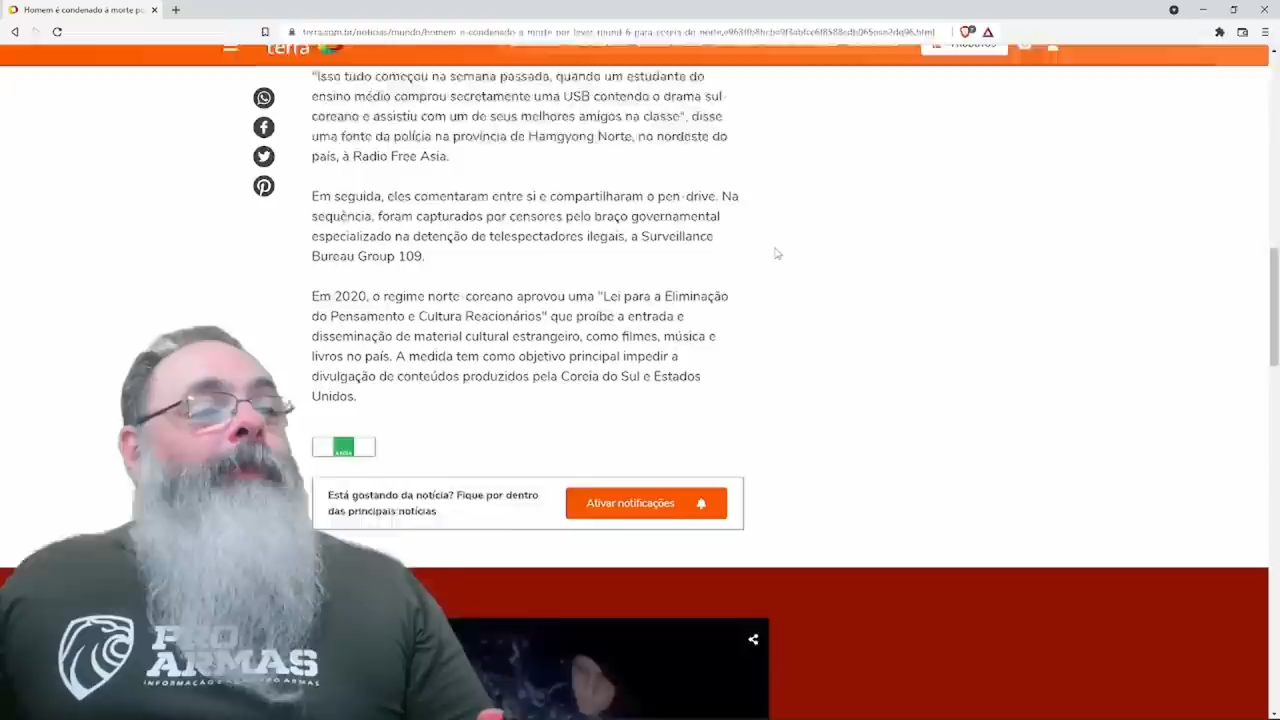 Homem é condenado à morte po
terra
"Isso tudo começou na semana passada, quando um estudante do
ensino médio comprou secretamente uma USB contendo o drama sul
coreano e assistiu com um de seus melhores amigos na classe", disse
uma fonte da polícia na província de Hamgyong Norte, no nordeste do
país, à Radio Free Asia.
Em seguida, eles comentaram entre si e compartilharam o pen-drive. Na
sequência, foram capturados por censores pelo braço governamental
especializado na detenção de telespectadores ilegais, a Surveillance
Bureau Group 109.
Em 2020, o regime norte-coreano aprovou uma "Lei para a Eliminação
do Pensamento e Cultura Reacionários" que proíbe a entrada e
disseminação de material cultural estrangeiro, como filmes, música e
livros no país. A medida tem como objetivo principal impedir a
divulgação de conteúdos produzidos pela Coreia do Sul e Estados
Unidos.
Está gostando da notícia? Fique por dentro
das principais notícias
Ativar notificações
PRO
ARMAS